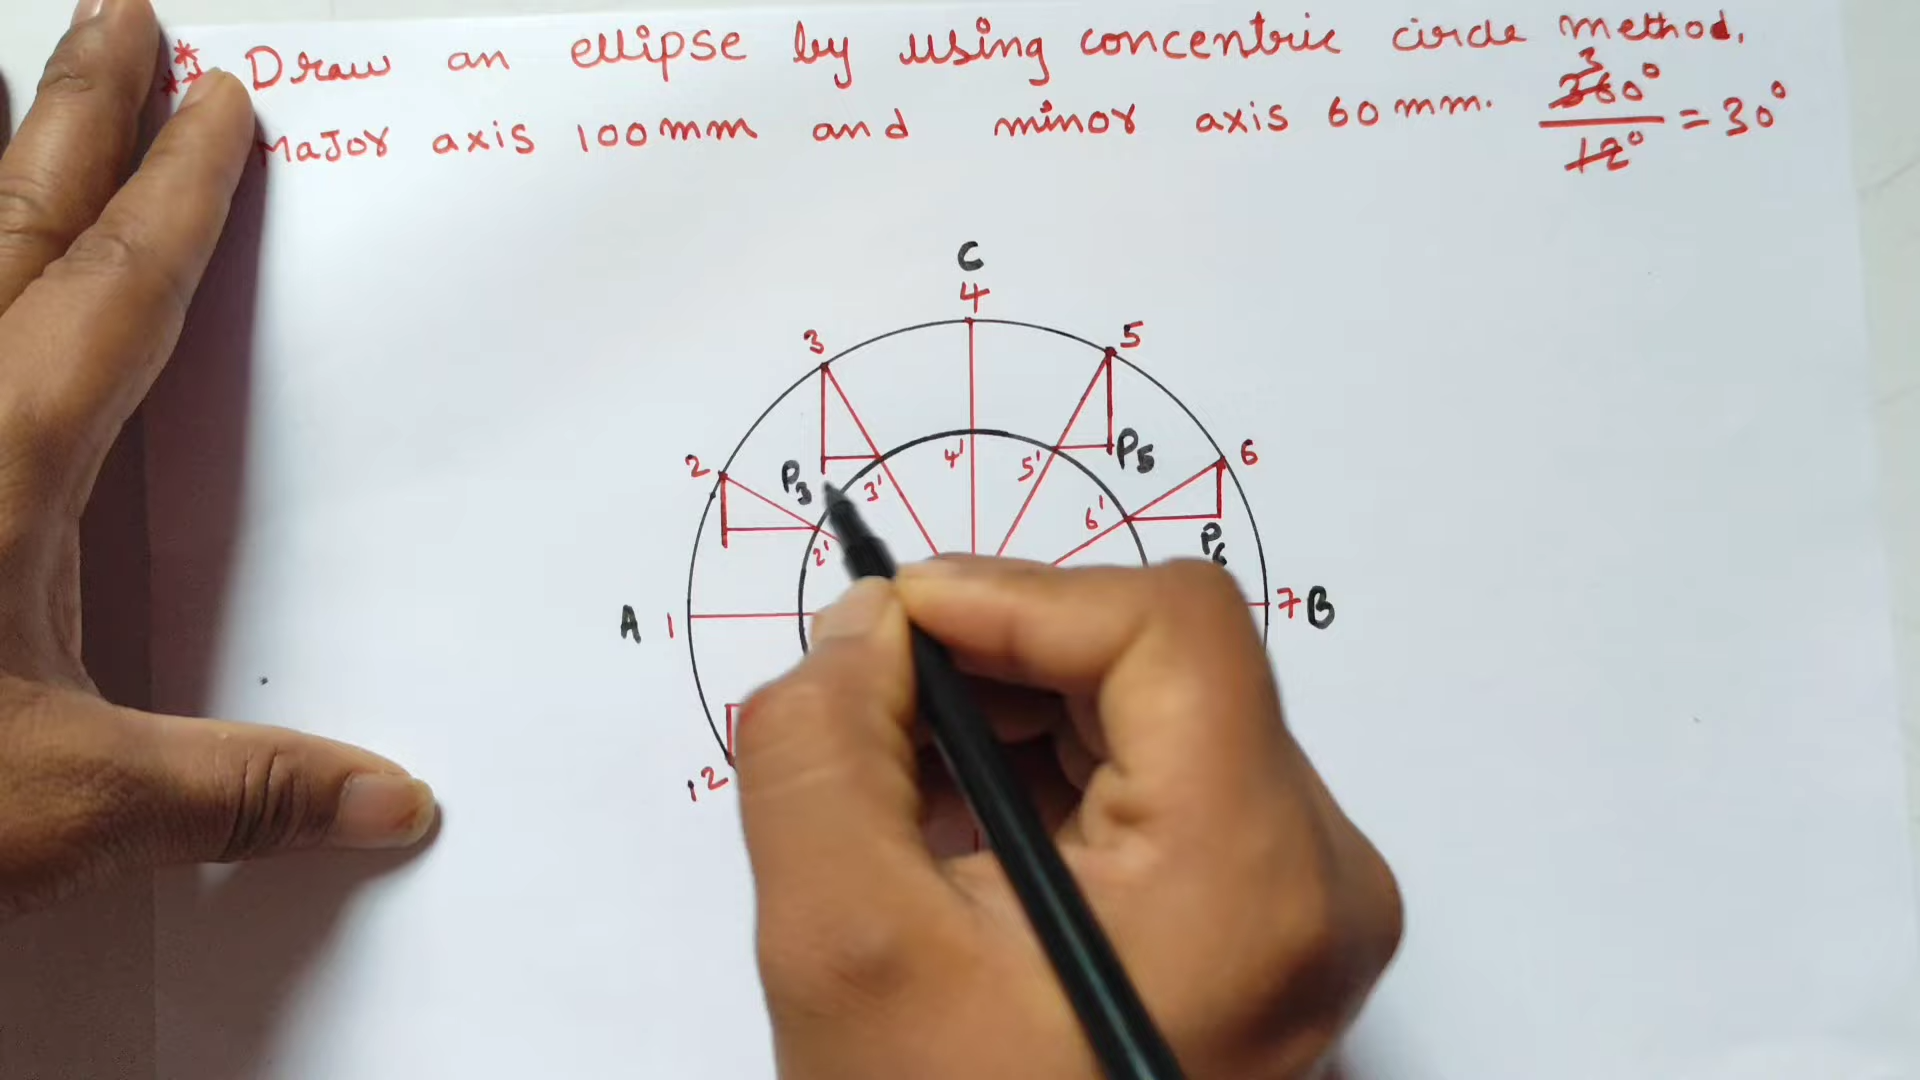 * Draw an ellipse by using concentric circle method.
Major axis 100mm and minor axis 60mm.
3
360°
12° = 30°
C
4
3
5
2
6
P3
3'
4'
5'
P5
6'
2'
P6
A 1
7 B
12